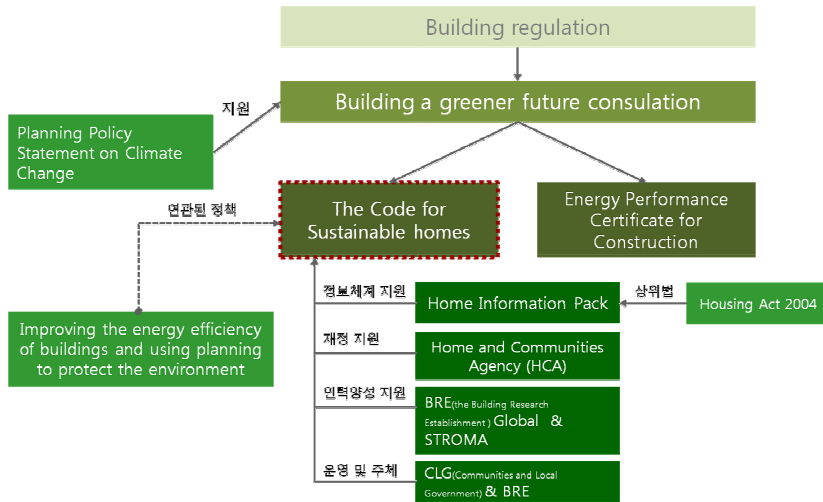 Building regulation
Building a greener future consulation
지원
Planning Policy
Statement on Climate
Change
연관된 정책
The Code for
Sustainable homes
Energy Performance
Certificate for
Construction
정보체계 지원
Home Information Pack
상위법
Housing Act 2004
Improving the energy efficiency
of buildings and using planning
to protect the environment
재정 지원
Home and Communities
Agency (HCA)
인력양성 지원
BRE(the Building Research
Establishment) Global &
STROMA
운영 및 주체
CLG(Communities and Local
Government) & BRE